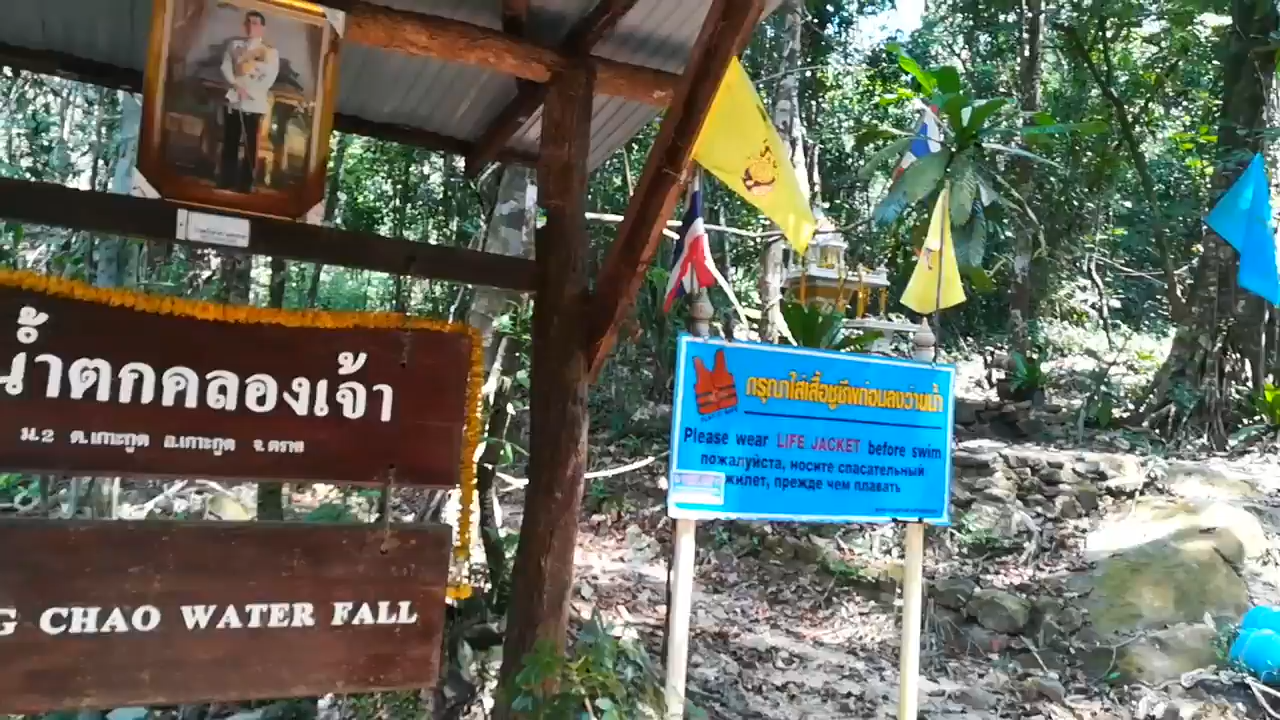 น้ำตกคลองเจ้า
ม.2 ต.เกาะกูด อ.เกาะกูด จ.ตราด
G CHAO WATER FALL
กรุณาใส่เสื้อชูชีพก่อนลงว่ายน้ำ
Please wear LIFE JACKET before swim
пожалуйста, носите спасательный
жилет, прежде чем плавать